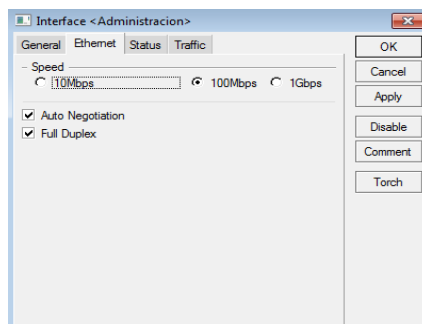 Interface <Administracion>
General Ethernet Status Traffic
Speed
10Mbps 100Mbps 1Gbps
Auto Negotiation
Full Duplex
OK
Cancel
Apply
Disable
Comment
Torch